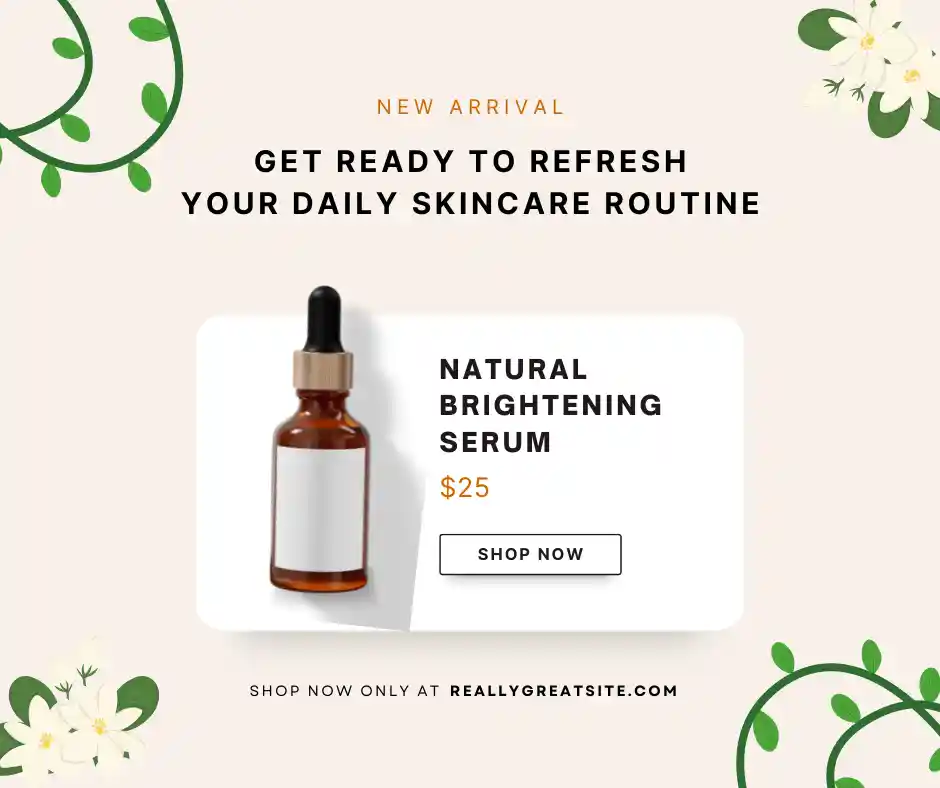 NEW ARRIVAL
GET READY TO REFRESH
YOUR DAILY SKINCARE ROUTINE
NATURAL
BRIGHTENING
SERUM
$25
SHOP NOW
SHOP NOW ONLY AT REALLYGREATSITE.COM